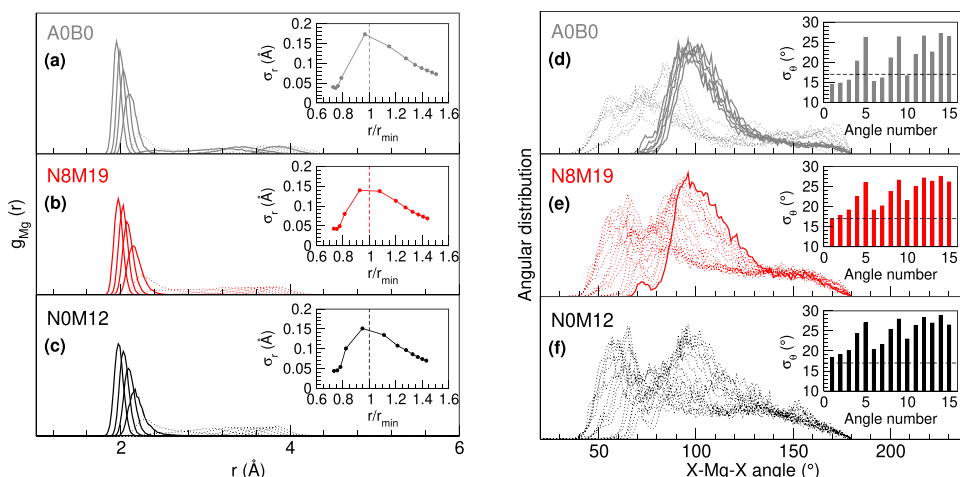 A0B0
(a)
σr (Å)
0.2
0.15
0.1
0.05
0
0.6 0.8 1 1.2 1.4 1.6
r/rmin
N8M19
(b)
σr (Å)
0.2
0.15
0.1
0.05
0
0.6 0.8 1 1.2 1.4 1.6
r/rmin
N0M12
(c)
σr (Å)
0.2
0.15
0.1
0.05
0
0.6 0.8 1 1.2 1.4 1.6
r/rmin
gMg (r)
2 4 6
r (Å)
A0B0
(d)
σθ (°)
30
25
20
15
10
0 5 10 15
Angle number
N8M19
(e)
σθ (°)
30
25
20
15
10
0 5 10 15
Angle number
N0M12
(f)
σθ (°)
30
25
20
15
10
0 5 10 15
Angle number
Angular distribution
50 100 150 200
X-Mg-X angle (°)